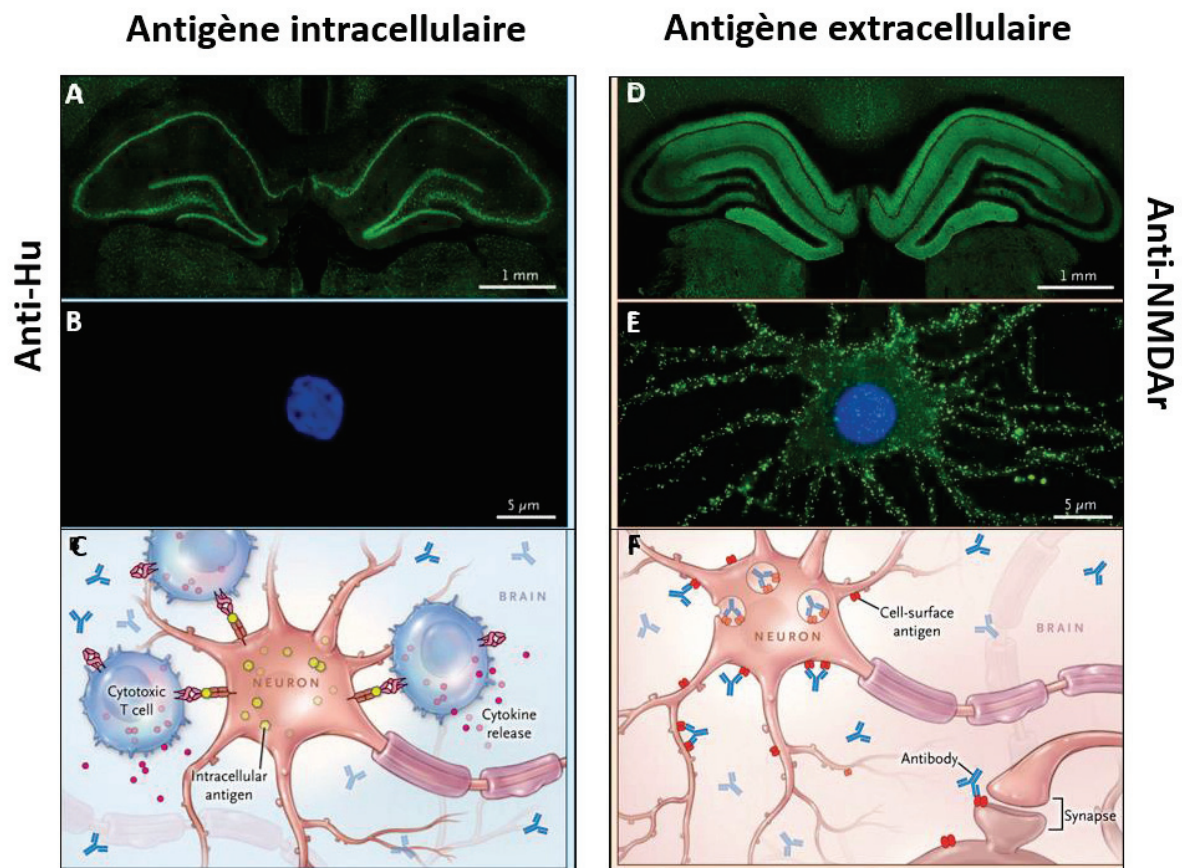 Antigène intracellulaire
Antigène extracellulaire
Anti-Hu
Anti-NMDAr
A
1 mm
B
5 µm
C
BRAIN
NEURON
Cytotoxic
T cell
Cytokine
release
Intracellular
antigen
D
1 mm
E
5 µm
F
Cell-surface
antigen
NEURON
BRAIN
Antibody
Synapse